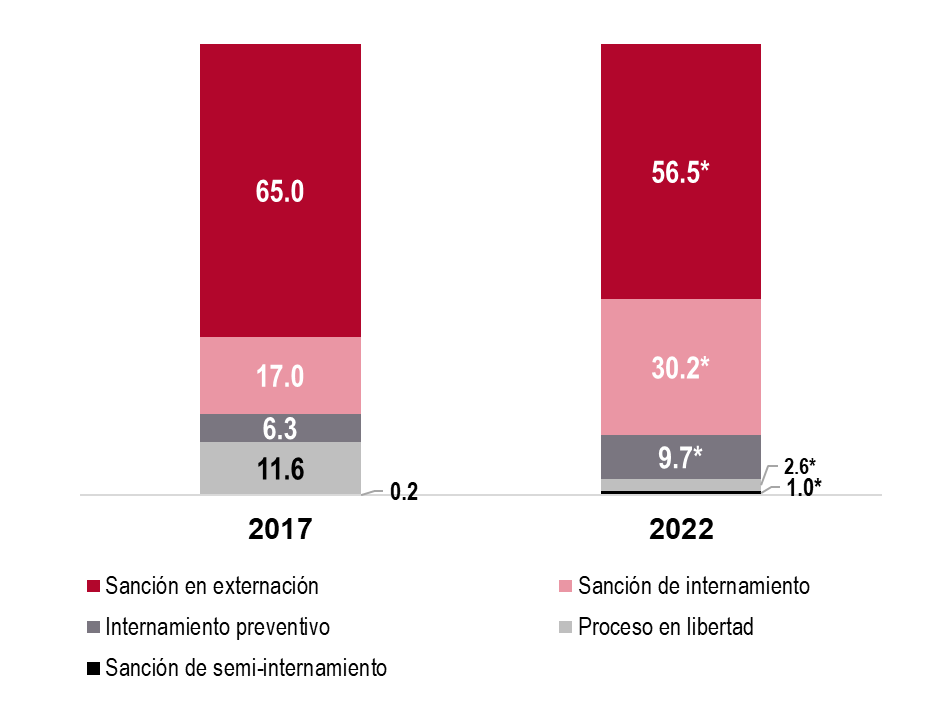 65.0
56.5*
17.0
30.2*
6.3
9.7*
11.6
2.6*
0.2
1.0*
2017
2022
Sanción en externación
Sanción de internamiento
Internamiento preventivo
Proceso en libertad
Sanción de semi-internamiento